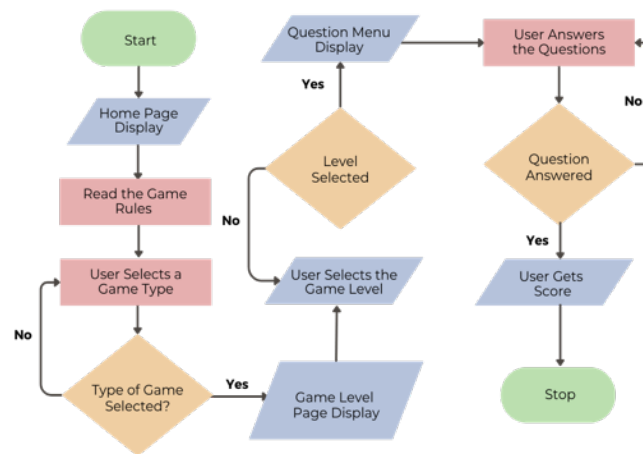 Start
Home Page
Display
Read the Game
Rules
User Selects a
Game Type
No
Type of Game
Selected?
Yes
Game Level
Page Display
User Selects the
Game Level
No
Level
Selected
Yes
Question Menu
Display
User Answers
the Questions
No
Question
Answered
Yes
User Gets
Score
Stop